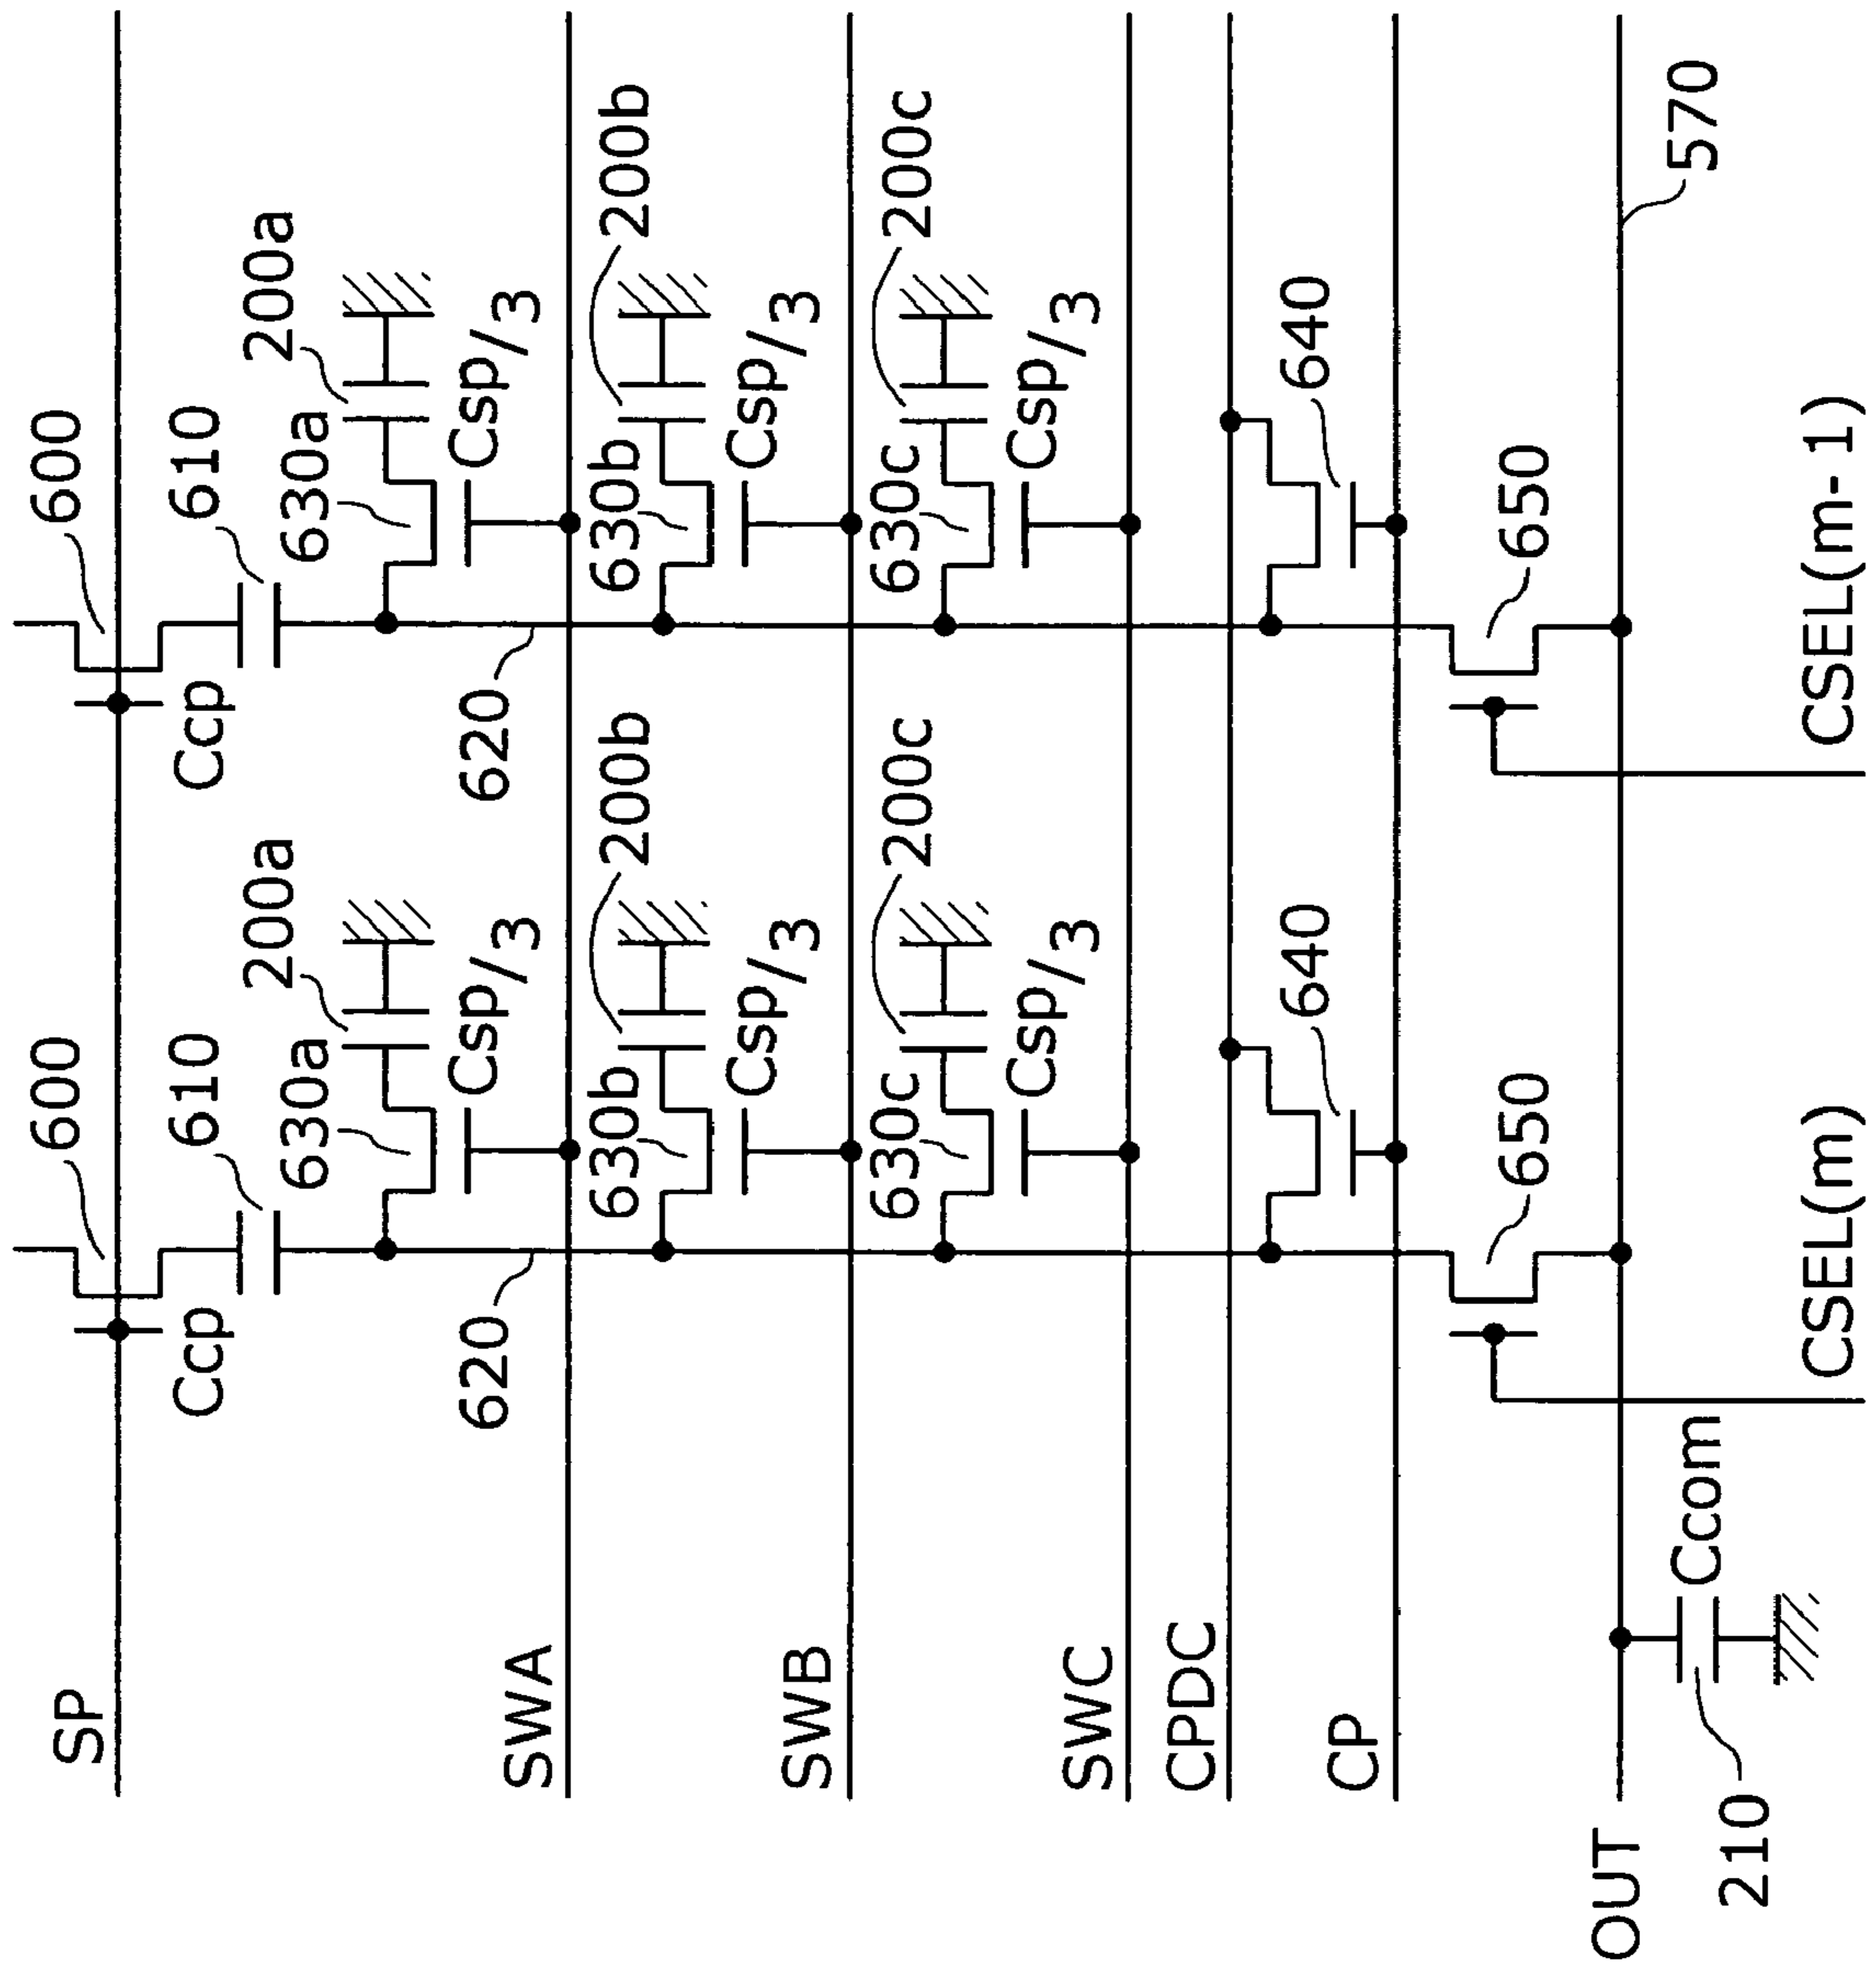 SP
SWA
SWB
SWC
CPDC
CP
OUT
600
610
Ccp
630a
200a
Csp/3
620
630b
200b
Csp/3
630c
200c
Csp/3
640
650
CSEL(m)
Ccom
210
600
610
Ccp
630a
200a
Csp/3
620
630b
200b
Csp/3
630c
200c
Csp/3
640
650
CSEL(m-1)
570